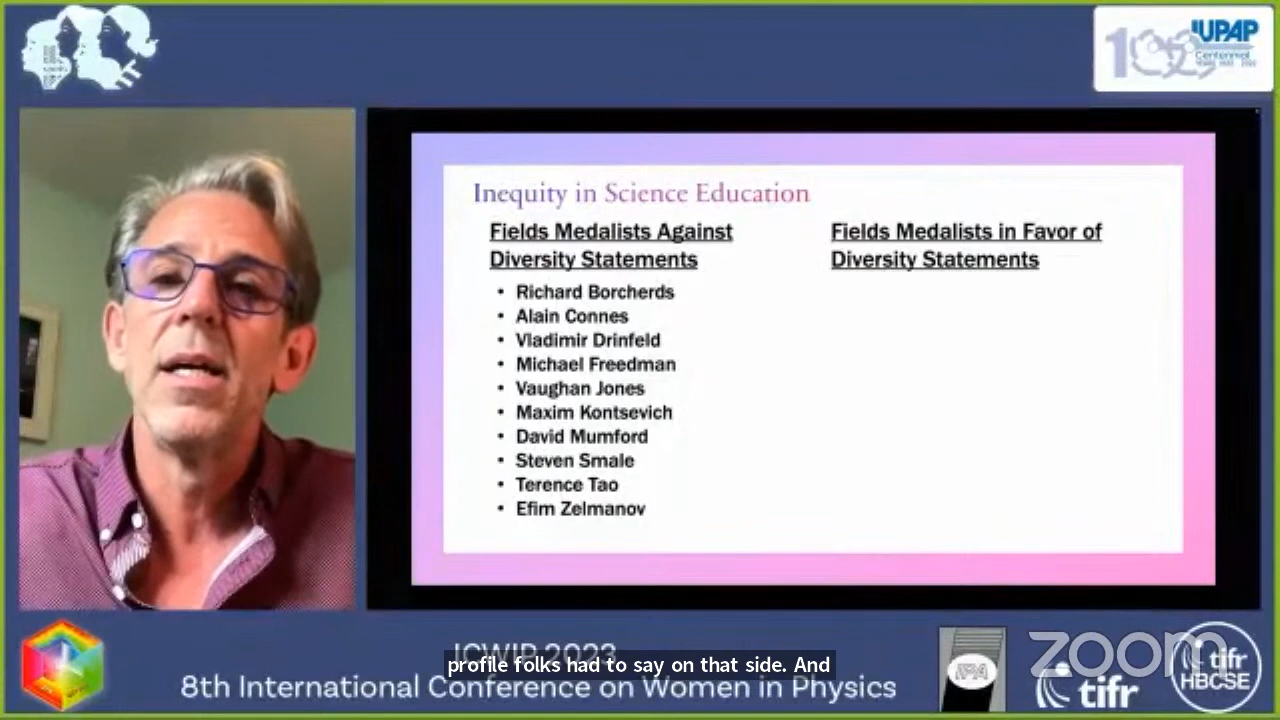 IUPAP
Centennial
Inequity in Science Education
Fields Medalists Against
Diversity Statements
• Richard Borcherds
• Alain Connes
• Vladimir Drinfeld
• Michael Freedman
• Vaughan Jones
• Maxim Kontsevich
• David Mumford
• Steven Smale
• Terence Tao
• Efim Zelmanov
Fields Medalists in Favor of
Diversity Statements
ICWIP 2023
profile folks had to say on that side. And
8th International Conference on Women in Physics
IPA
tifr
zoom
tifr
HBCSE